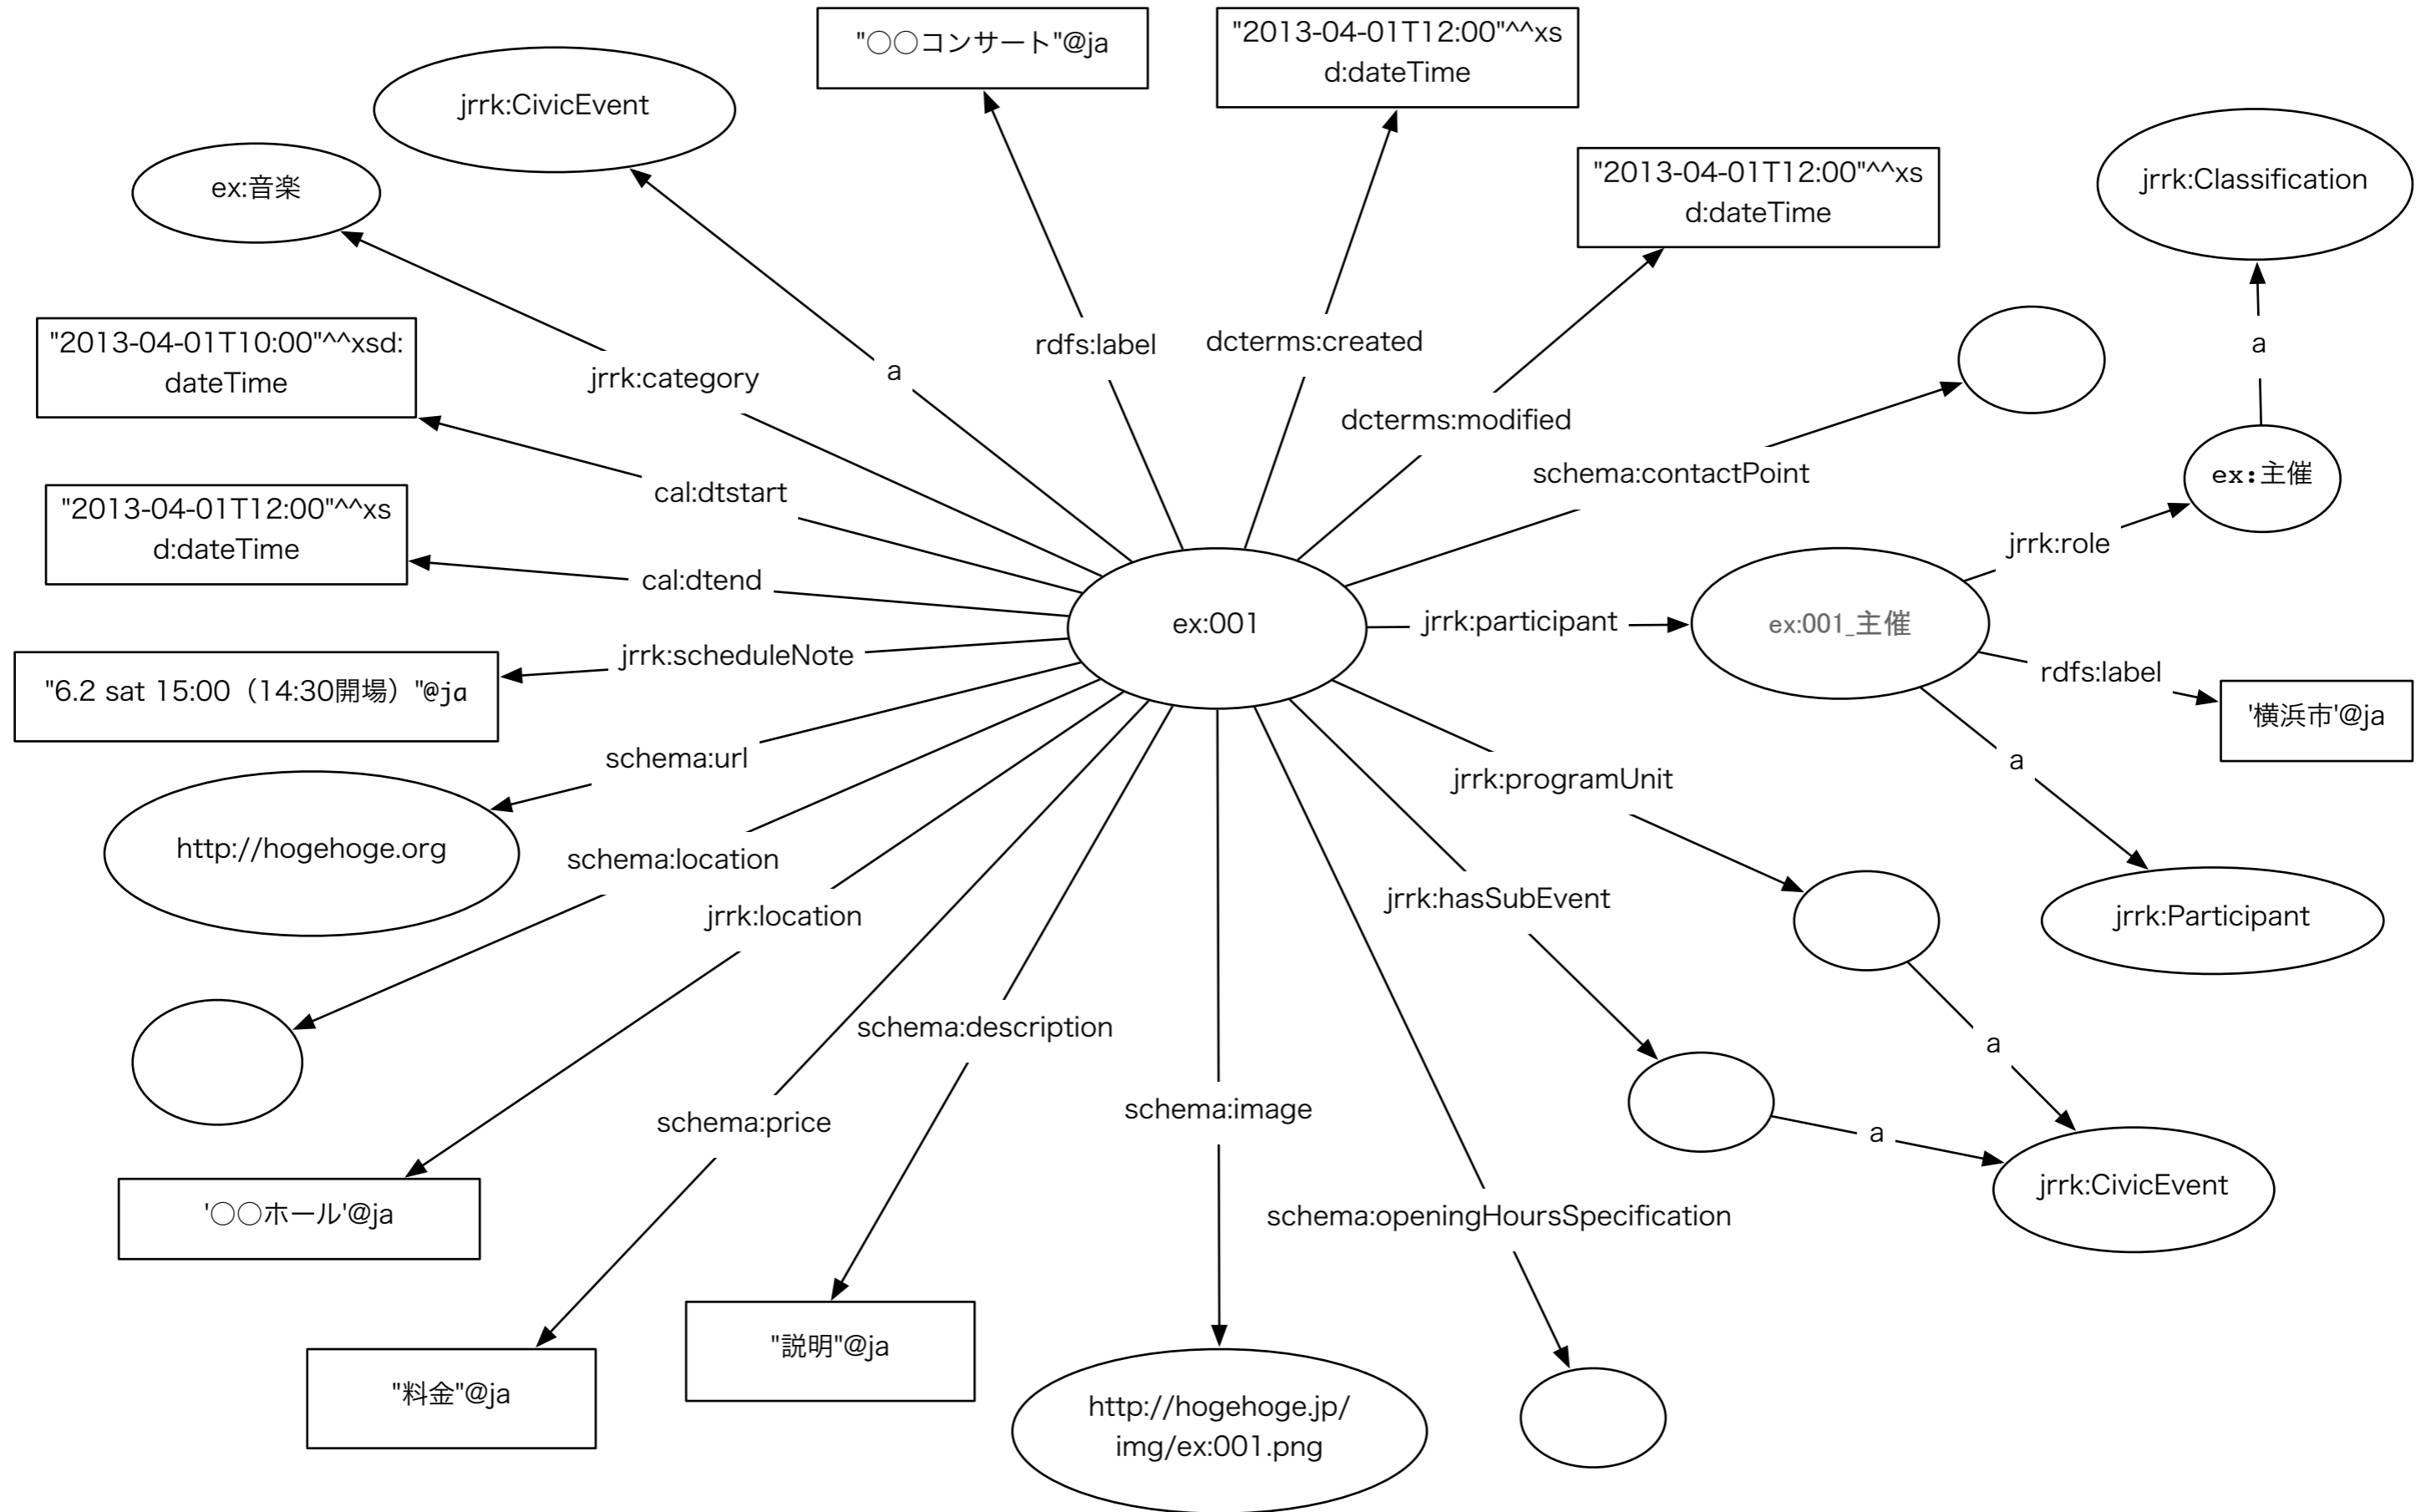 "○○コンサート"@ja
"2013-04-01T12:00"^^xs
d:dateTime
jrrk:CivicEvent
ex:音楽
"2013-04-01T12:00"^^xs
d:dateTime
jrrk:Classification
"2013-04-01T10:00"^^xsd:
dateTime
rdfs:label
dcterms:created
a
jrrk:category
a
dcterms:modified
schema:contactPoint
ex:主催
cal:dtstart
"2013-04-01T12:00"^^xs
d:dateTime
jrrk:role
cal:dtend
ex:001
jrrk:participant
ex:001_主催
jrrk:scheduleNote
rdfs:label
"6.2 sat 15:00（14:30開場）"@ja
'横浜市'@ja
schema:url
jrrk:programUnit
a
http://hogehoge.org
schema:location
jrrk:hasSubEvent
jrrk:location
jrrk:Participant
schema:description
a
schema:price
schema:image
a
jrrk:CivicEvent
'○○ホール'@ja
schema:openingHoursSpecification
"説明"@ja
"料金"@ja
http://hogehoge.jp/
img/ex:001.png